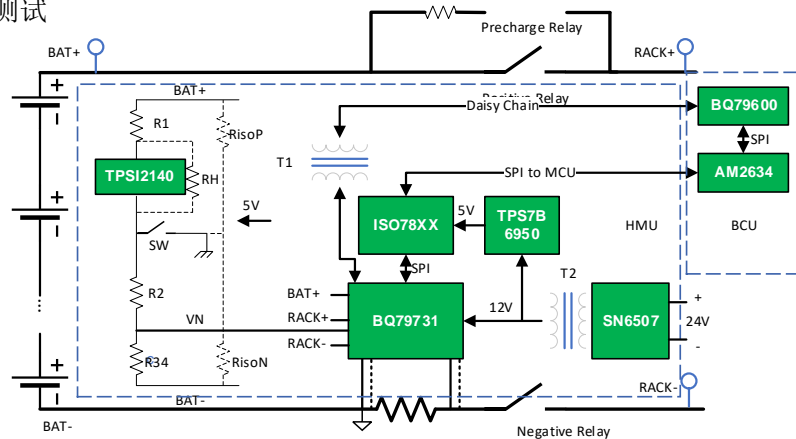 测试
Precharge Relay
BAT+
RACK+
BAT+
Positive Relay
Daisy Chain
BQ79600
R1
RisoP
T1
SPI
TPSI2140
RH
SPI to MCU
AM2634
5V
ISO78XX
5V
TPS7B
6950
HMU
BCU
SW
SPI
T2
R2
BAT+
12V
+
VN
RACK+
BQ79731
SN6507
24V
RACK-
-
R34
RisoN
RACK-
BAT-
BAT-
Negative Relay